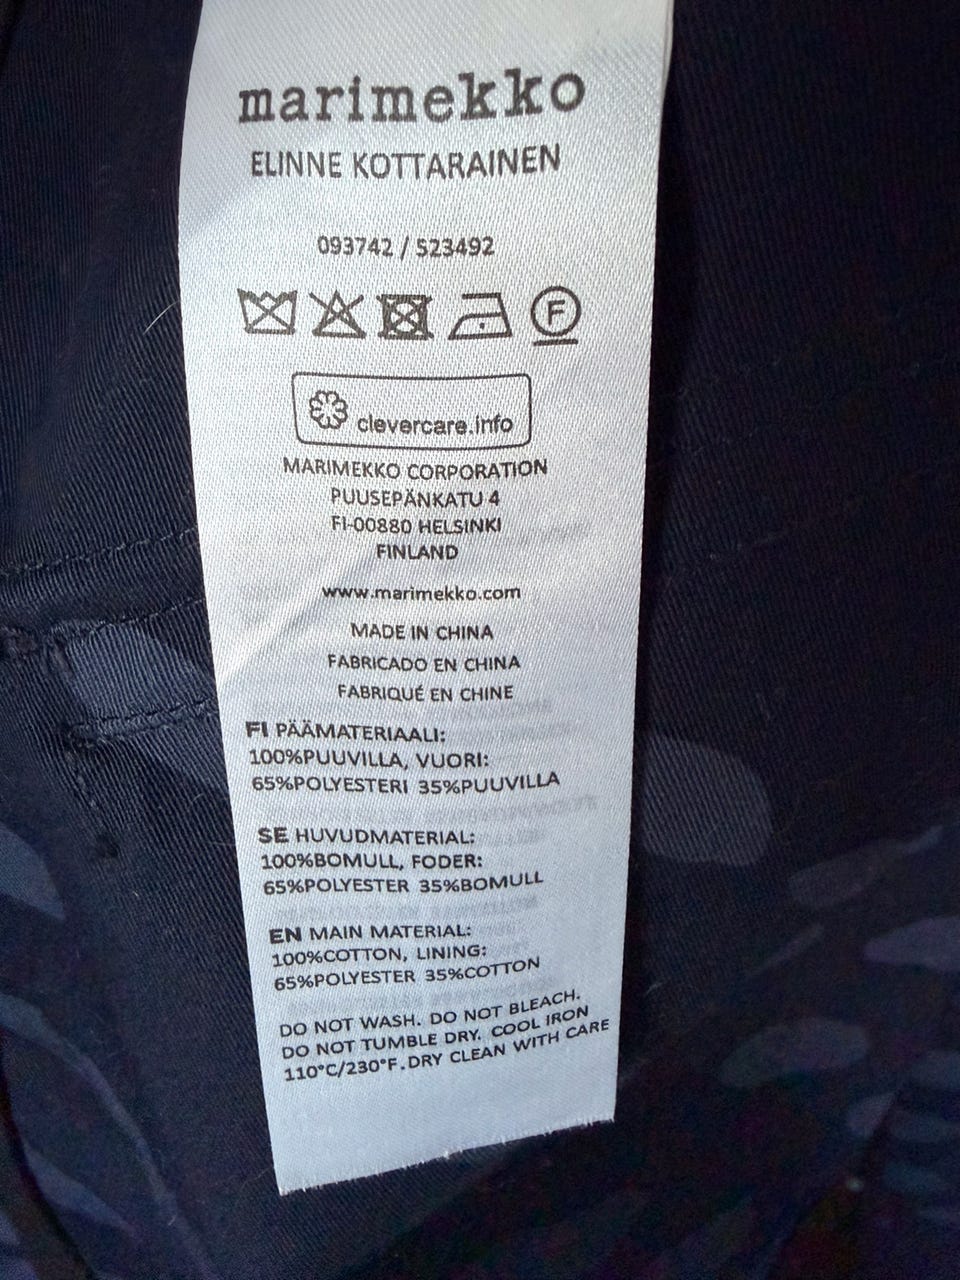 marimekko
ELINNE KOTTARAINEN
093742 / 523492
F
clevercare.info
MARIMEKKO CORPORATION
PUUSEPÄNKATU 4
FI-00880 HELSINKI
FINLAND
www.marimekko.com
MADE IN CHINA
FABRICADO EN CHINA
FABRIQUÉ EN CHINE
FI PÄÄMATERIAALI:
100%PUUVILLA, VUORI:
65%POLYESTERI 35%PUUVILLA
SE HUVUDMATERIAL:
100%BOMULL, FODER:
65%POLYESTER 35%BOMULL
EN MAIN MATERIAL:
100%COTTON, LINING:
65%POLYESTER 35%COTTON
DO NOT WASH. DO NOT BLEACH.
DO NOT TUMBLE DRY. COOL IRON
110°C/230°F.DRY CLEAN WITH CARE